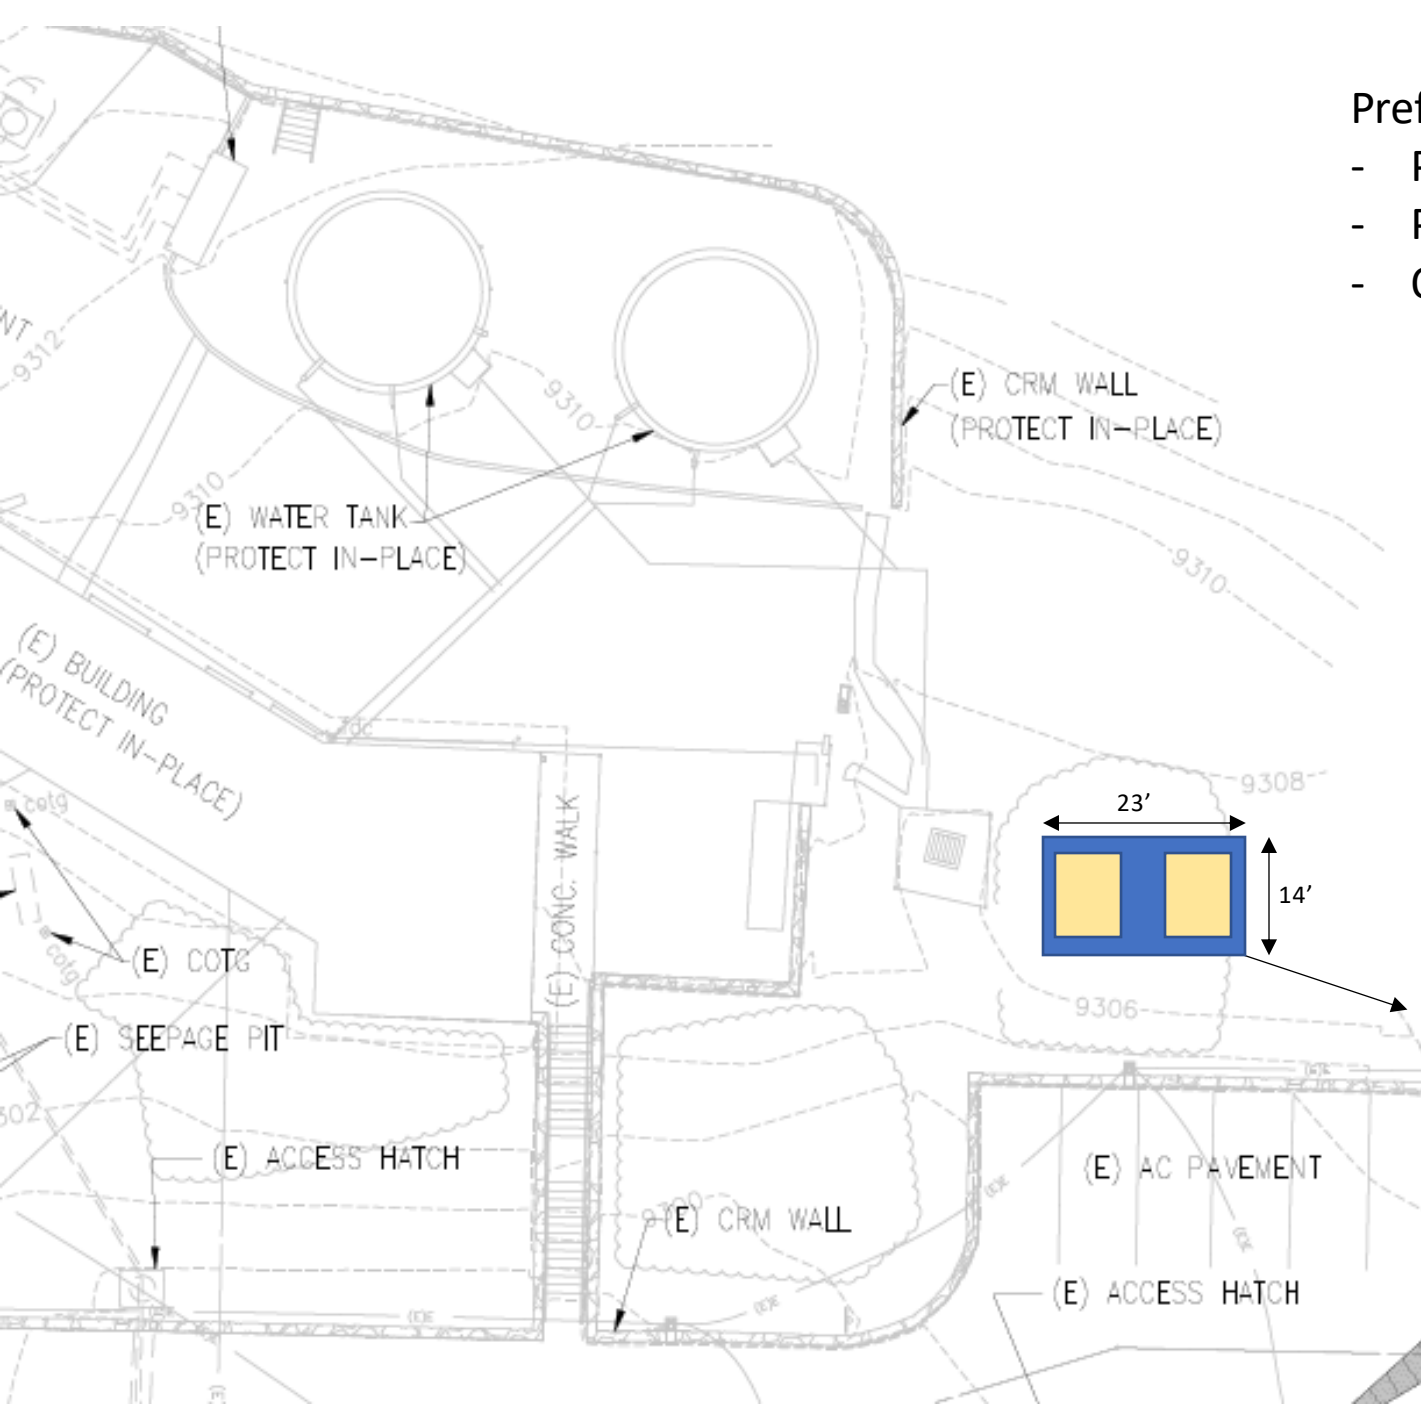 Pref
-
-
-
(E) CRM WALL
(PROTECT IN-PLACE)
9312
9310
9310
(E) WATER TANK
(PROTECT IN-PLACE)
9310
(E) BUILDING
(PROTECT IN-PLACE)
fdc
9308
23’
14’
cotg
(E) CONC. WALK
(E) COTG
cotg
9306
(E) SEEPAGE PIT
(E) ACCESS HATCH
(E) AC PAVEMENT
(E) CRM WALL
(E) ACCESS HATCH